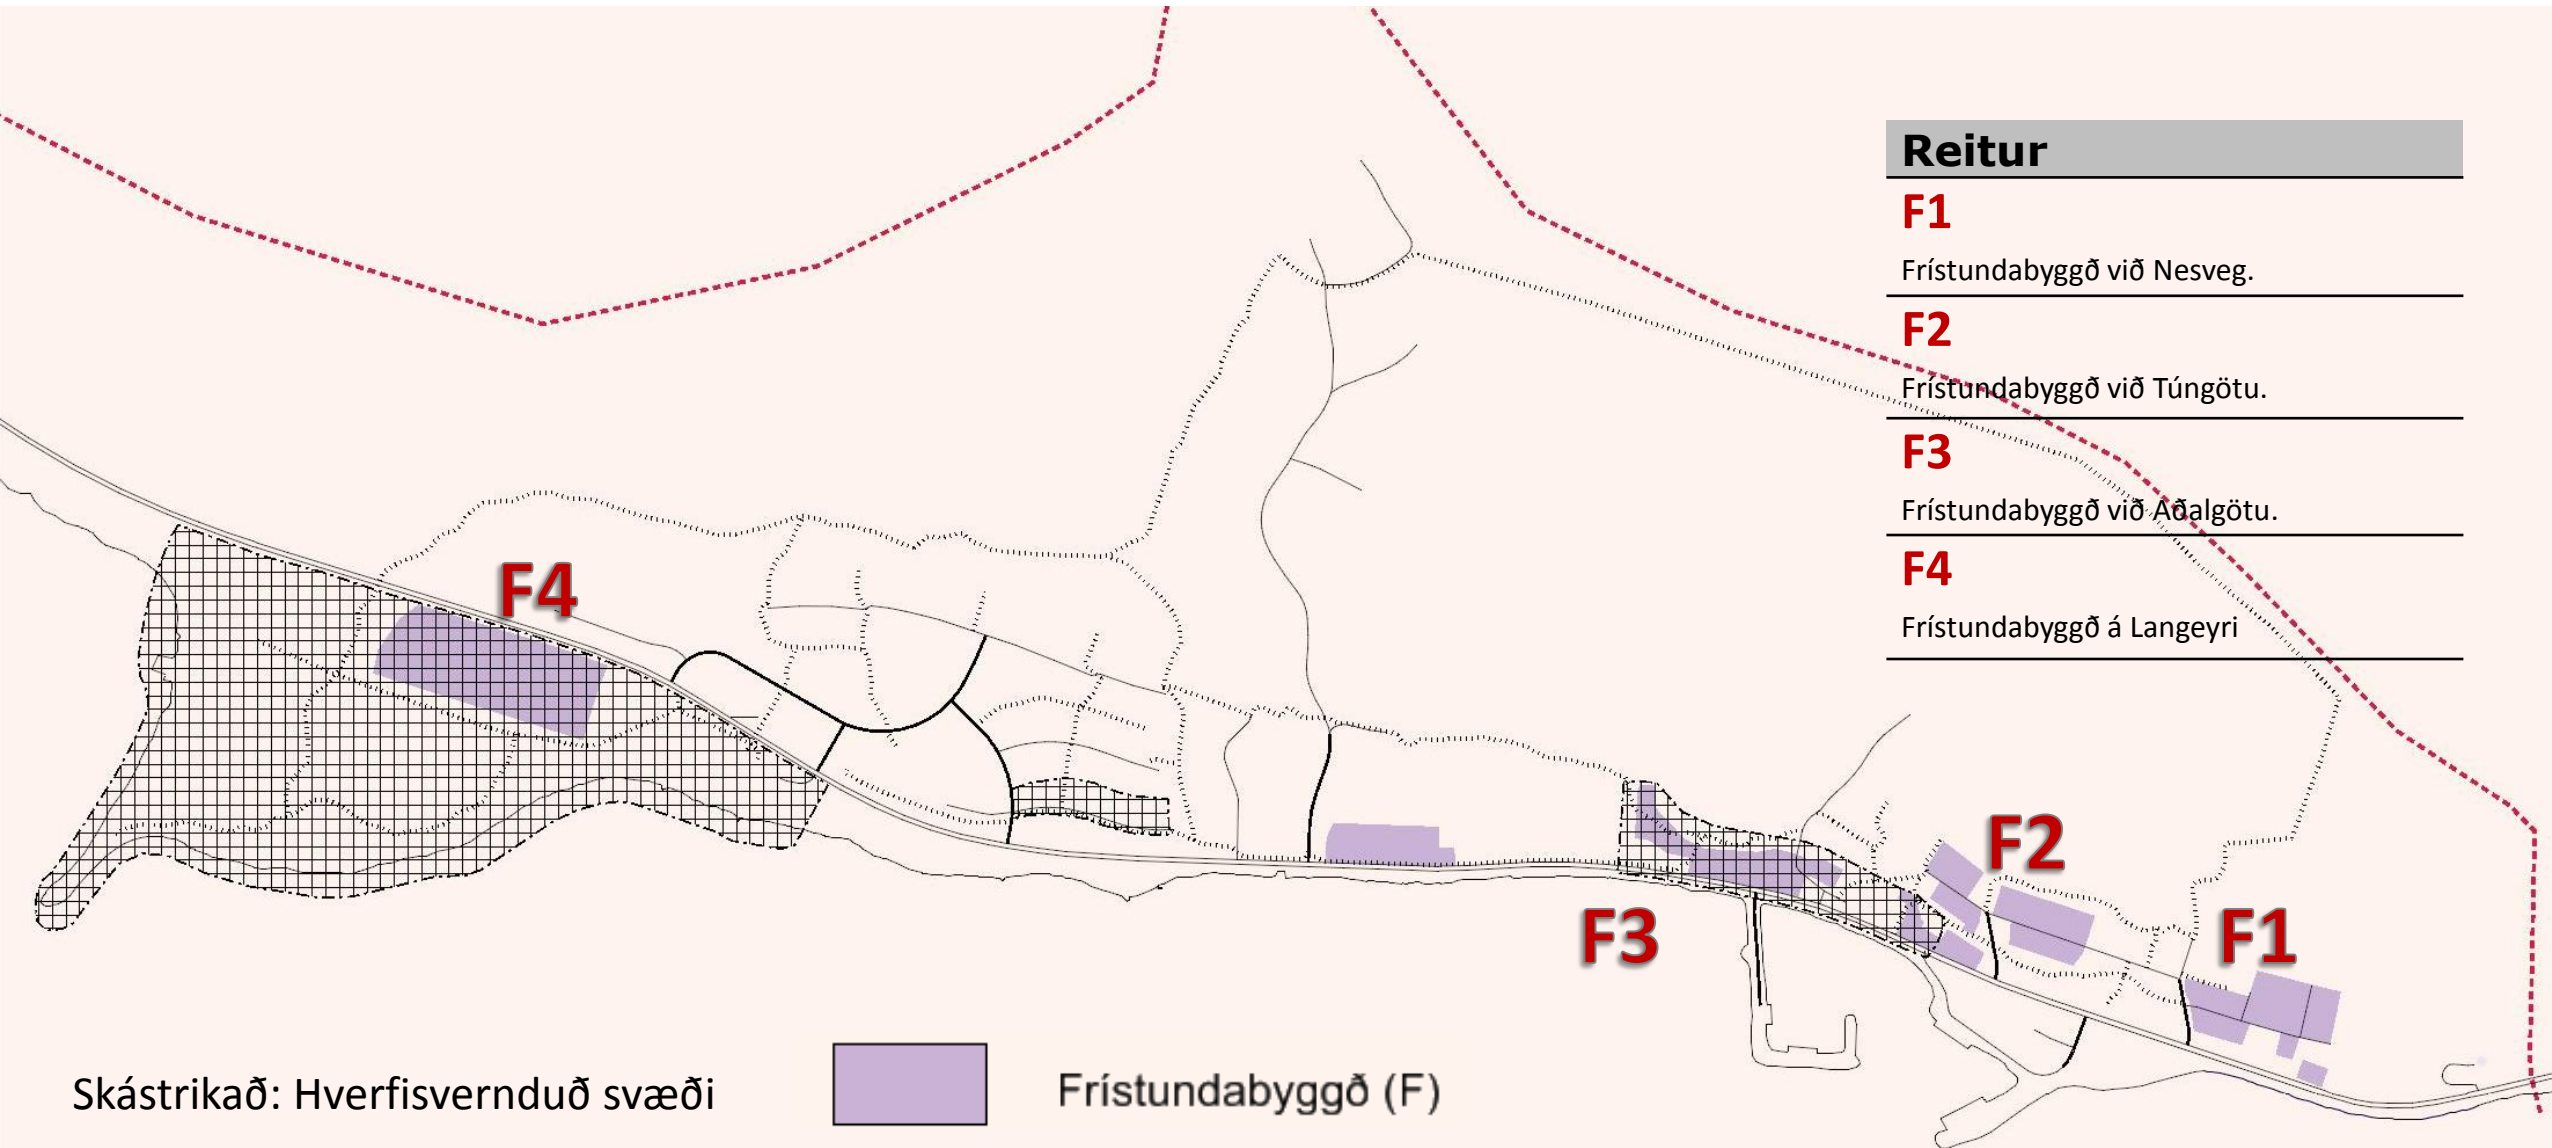 Reitur
F1
Frístundabyggð við Nesveg.
F2
Frístundabyggð við Túngötu.
F3
Frístundabyggð við Aðalgötu.
F4
Frístundabyggð á Langeyri
F4
F2
F3
F1
Skástrikað: Hverfisvernduð svæði
Frístundabyggð (F)